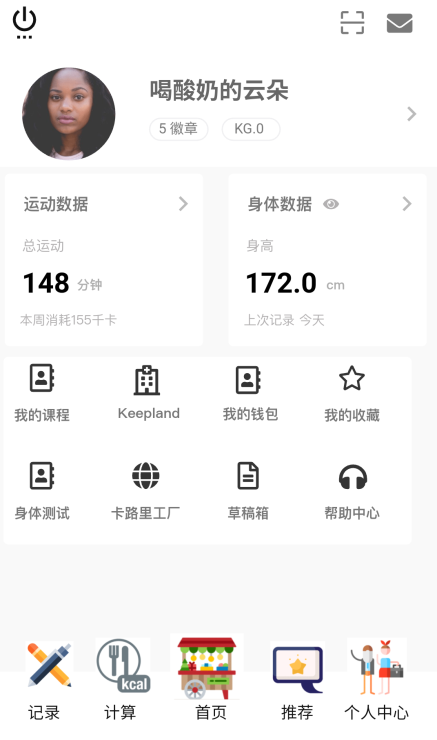 喝酸奶的云朵
5 徽章 KG.0
运动数据 身体数据
总运动 身高
148 分钟 172.0 cm
本周消耗155千卡 上次记录 今天
我的课程 Keepland 我的钱包 我的收藏
身体测试 卡路里工厂 草稿箱 帮助中心
kcal
记录 计算 首页 推荐 个人中心